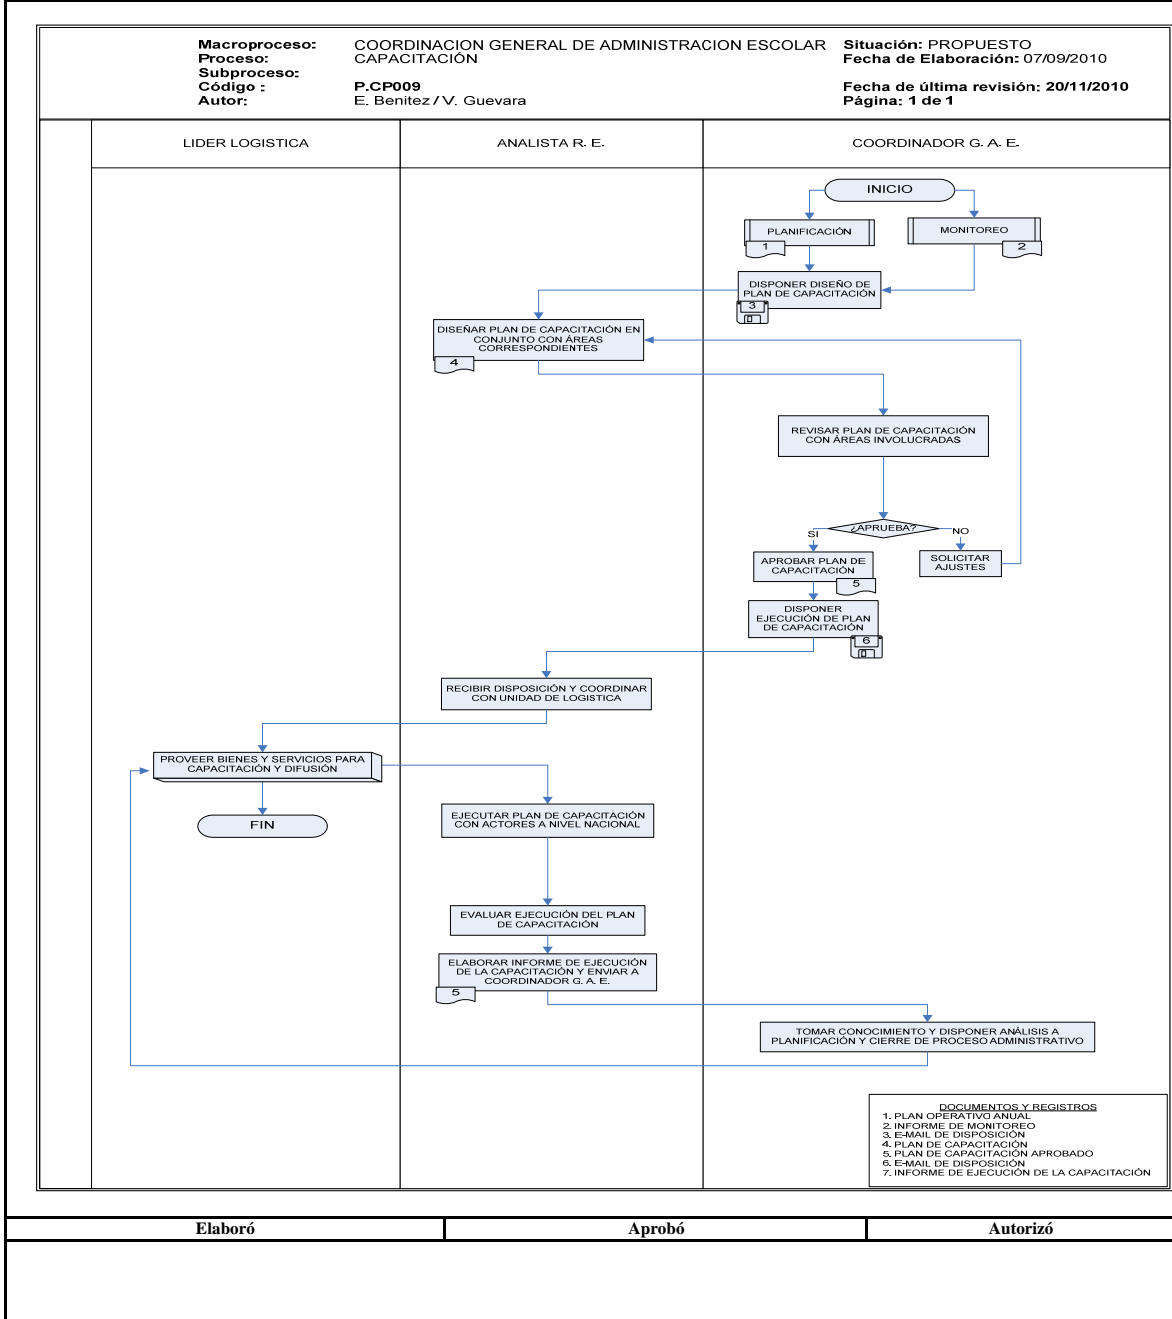 Macroproceso: COORDINACION GENERAL DE ADMINISTRACION ESCOLAR Situación: PROPUESTO
Proceso: CAPACITACIÓN Fecha de Elaboración: 07/09/2010
Subproceso:
Código : P.CP009 Fecha de última revisión: 20/11/2010
Autor: E. Benitez / V. Guevara Página: 1 de 1
LIDER LOGISTICA ANALISTA R. E. COORDINADOR G. A. E.
INICIO
PLANIFICACIÓN
1
MONITOREO
2
DISPONER DISEÑO DE
PLAN DE CAPACITACIÓN
3
DISEÑAR PLAN DE CAPACITACIÓN EN
CONJUNTO CON ÁREAS
CORRESPONDIENTES
4
REVISAR PLAN DE CAPACITACIÓN
CON ÁREAS INVOLUCRADAS
¿APRUEBA?
SI
NO
APROBAR PLAN DE
CAPACITACIÓN
5
SOLICITAR
AJUSTES
DISPONER
EJECUCIÓN DE PLAN
DE CAPACITACIÓN
6
RECIBIR DISPOSICIÓN Y COORDINAR
CON UNIDAD DE LOGISTICA
PROVEER BIENES Y SERVICIOS PARA
CAPACITACIÓN Y DIFUSIÓN
FIN
EJECUTAR PLAN DE CAPACITACIÓN
CON ACTORES A NIVEL NACIONAL
EVALUAR EJECUCIÓN DEL PLAN
DE CAPACITACIÓN
ELABORAR INFORME DE EJECUCIÓN
DE LA CAPACITACIÓN Y ENVIAR A
COORDINADOR G. A. E.
5
TOMAR CONOCIMIENTO Y DISPONER ANÁLISIS A
PLANIFICACIÓN Y CIERRE DE PROCESO ADMINISTRATIVO
DOCUMENTOS Y REGISTROS
1. PLAN OPERATIVO ANUAL
2. INFORME DE MONITOREO
3. E-MAIL DE DISPOSICIÓN
4. PLAN DE CAPACITACIÓN
5. PLAN DE CAPACITACIÓN APROBADO
6. E-MAIL DE DISPOSICIÓN
7. INFORME DE EJECUCIÓN DE LA CAPACITACIÓN
Elaboró Aprobó Autorizó